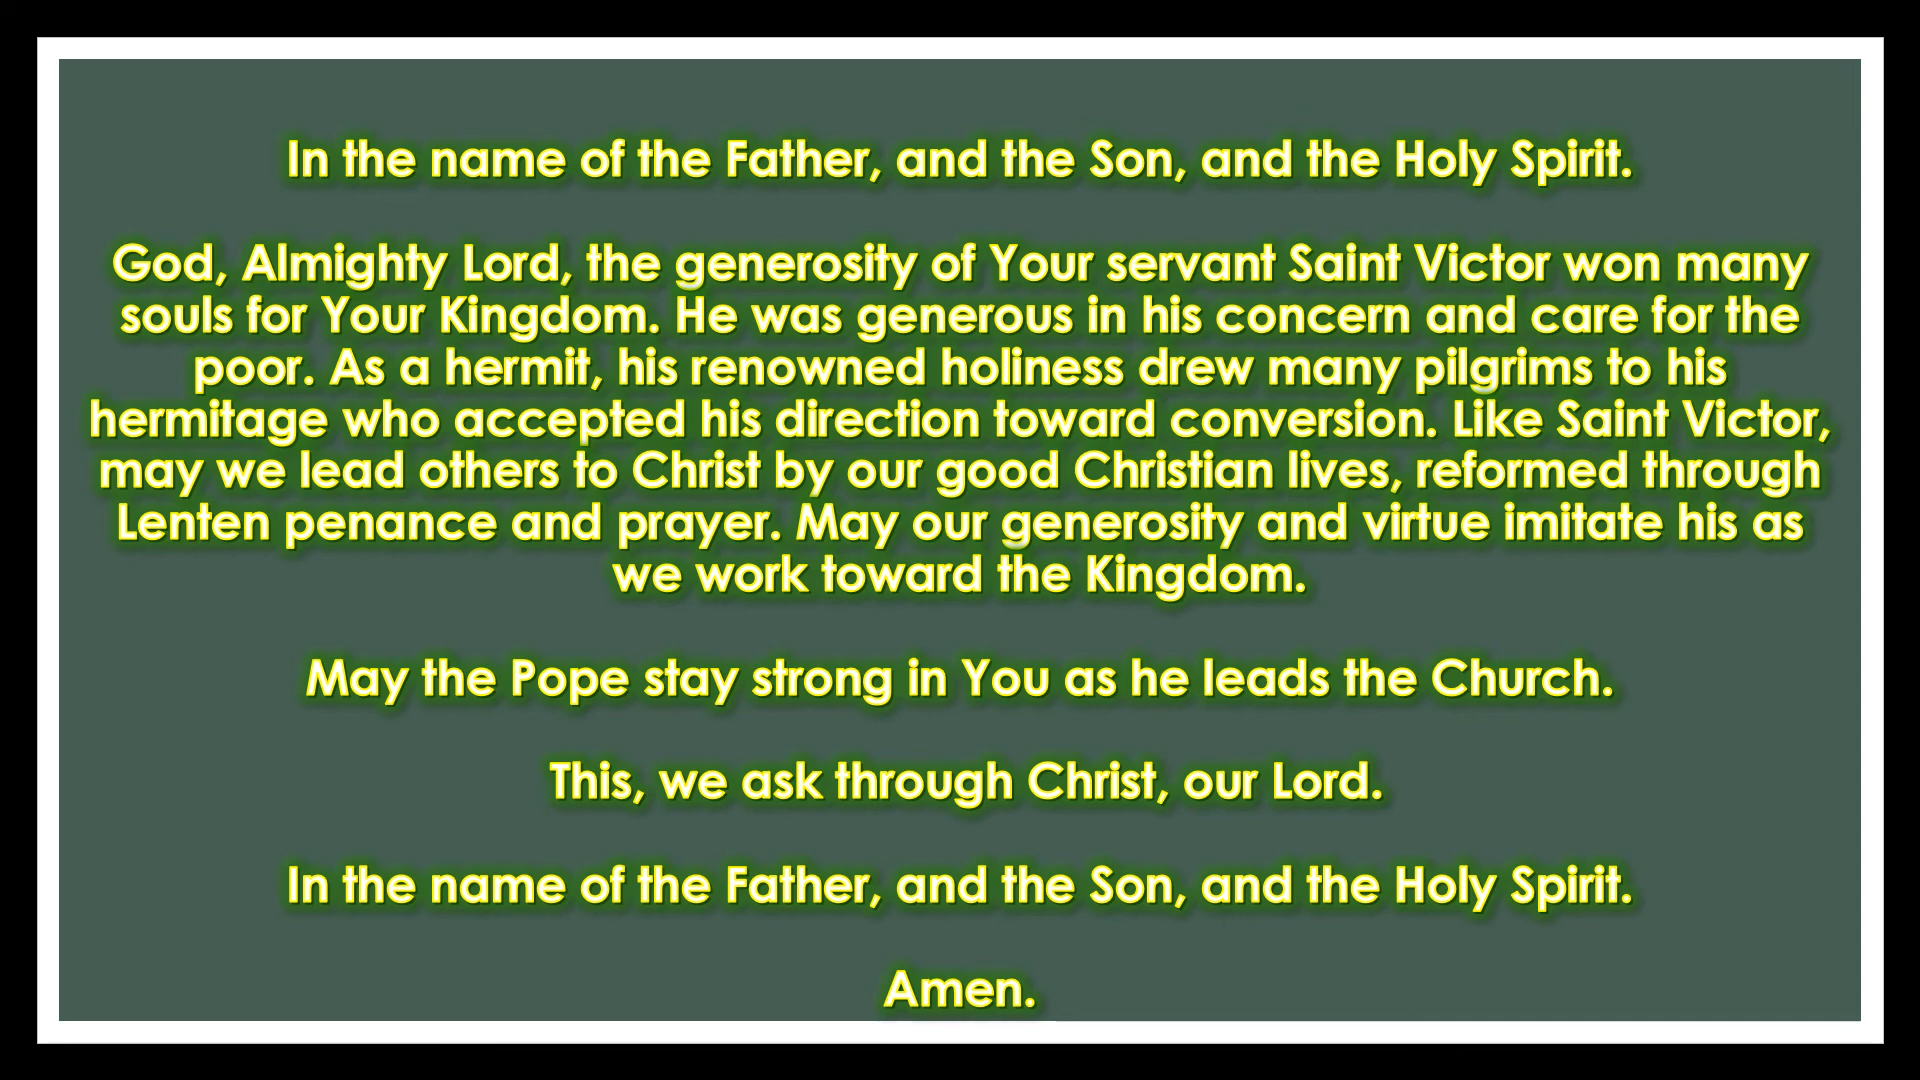 In the name of the Father, and the Son, and the Holy Spirit.
God, Almighty Lord, the generosity of Your servant Saint Victor won many
souls for Your Kingdom. He was generous in his concern and care for the
poor. As a hermit, his renowned holiness drew many pilgrims to his
hermitage who accepted his direction toward conversion. Like Saint Victor,
may we lead others to Christ by our good Christian lives, reformed through
Lenten penance and prayer. May our generosity and virtue imitate his as
we work toward the Kingdom.
May the Pope stay strong in You as he leads the Church.
This, we ask through Christ, our Lord.
In the name of the Father, and the Son, and the Holy Spirit.
Amen.